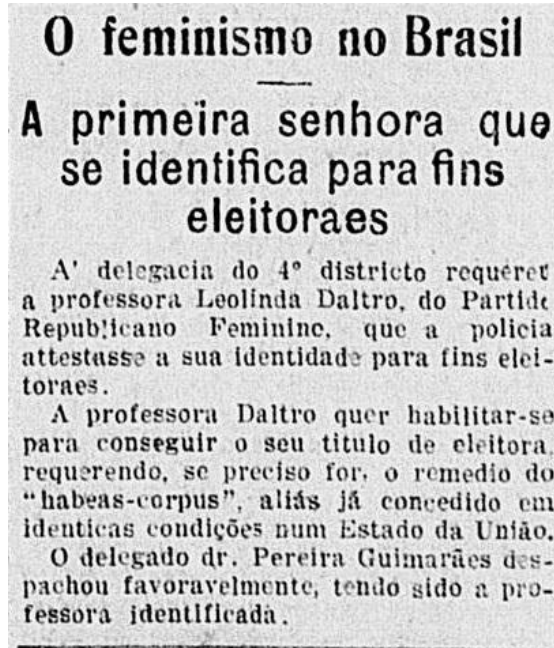 O feminismo no Brasil
A primeira senhora que
se identifica para fins
eleitoraes
A' delegacia do 4º districto requereu
a professora Leolinda Daltro, do Partido
Republicano Feminino, que a policia
attestasse a sua identidade para fins elei-
toraes.
A professora Daltro quer habilitar-se
para conseguir o seu titulo de eleitora,
requerendo, se preciso for, o remedio do
"habeas-corpus", aliás já concedido em
identicas condições num Estado da União.
O delegado dr. Pereira Guimarães des-
pachou favoravelmente, tendo sido a pro-
fessora identificada.